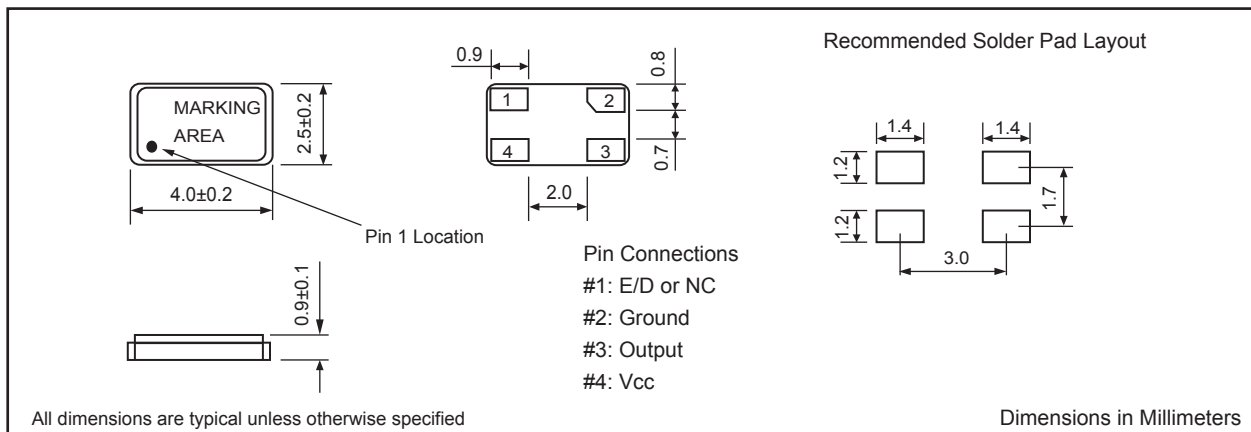 Recommended Solder Pad Layout
MARKING
AREA
2.5±0.2
4.0±0.2
Pin 1 Location
0.9
0.8
1
2
4
3
0.7
2.0
1.4
1.4
1.2
1.2
1.7
3.0
0.9±0.1
Pin Connections
#1: E/D or NC
#2: Ground
#3: Output
#4: Vcc
All dimensions are typical unless otherwise specified
Dimensions in Millimeters